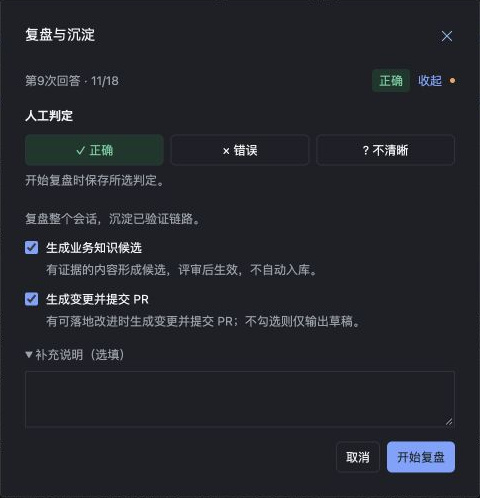 复盘与沉淀
第9次回答 · 11/18 正确 收起
人工判定
✓ 正确 × 错误 ? 不清晰
开始复盘时保存所选判定。
复盘整个会话，沉淀已验证链路。
生成业务知识候选
有证据的内容形成候选，评审后生效，不自动入库。
生成变更并提交 PR
有可落地改进时生成变更并提交 PR；不勾选则仅输出草稿。
▼补充说明（选填）
取消 开始复盘